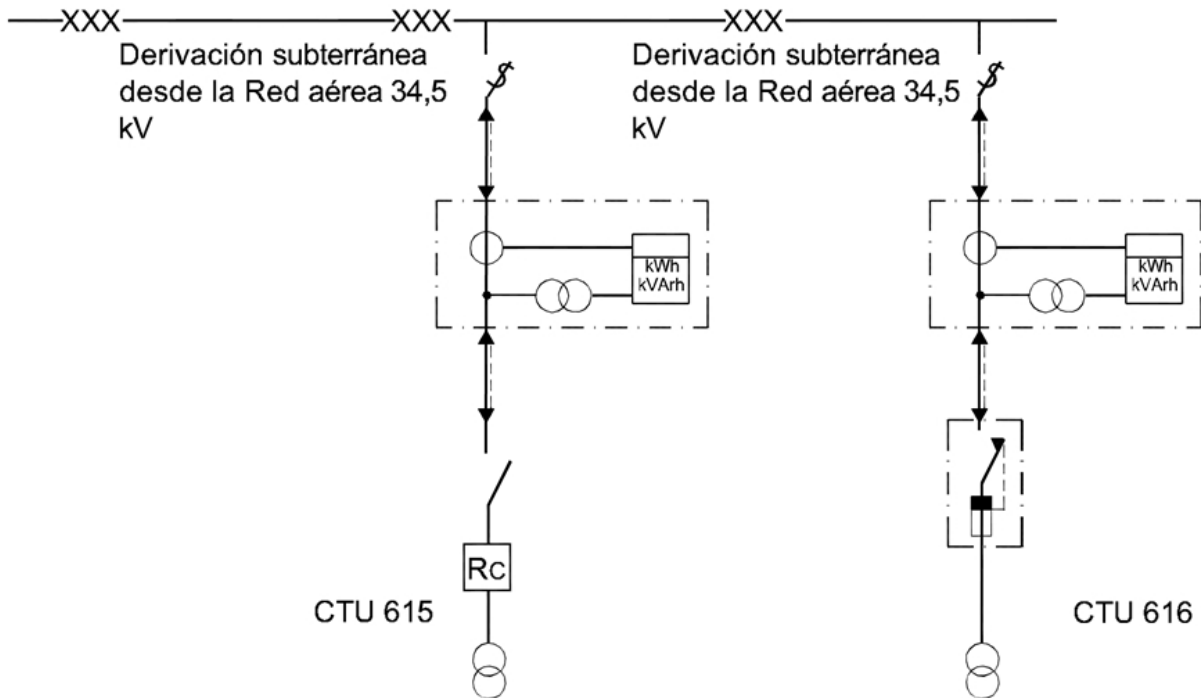 XXX XXX XXX
Derivación subterránea
desde la Red aérea 34,5
kV
Derivación subterránea
desde la Red aérea 34,5
kV
kWh
kVArh
kWh
kVArh
Rc
CTU 615
CTU 616